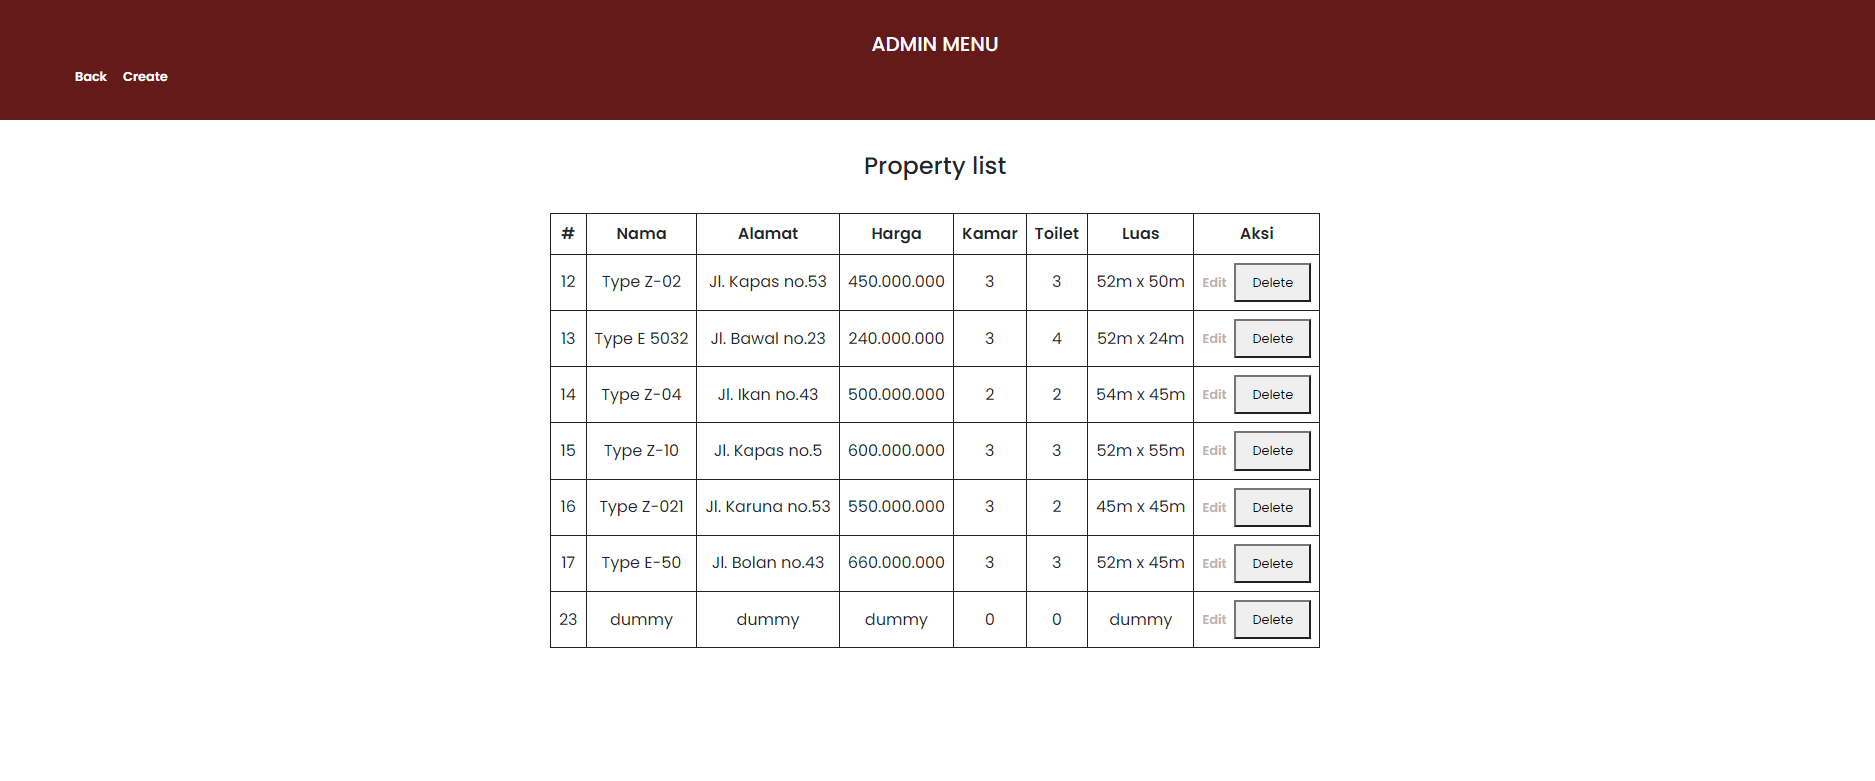 ADMIN MENU
Back Create
Property list
# Nama Alamat Harga Kamar Toilet Luas Aksi
12 Type Z-02 Jl. Kapas no.53 450.000.000 3 3 52m x 50m Edit Delete
13 Type E 5032 Jl. Bawal no.23 240.000.000 3 4 52m x 24m Edit Delete
14 Type Z-04 Jl. Ikan no.43 500.000.000 2 2 54m x 45m Edit Delete
15 Type Z-10 Jl. Kapas no.5 600.000.000 3 3 52m x 55m Edit Delete
16 Type Z-021 Jl. Karuna no.53 550.000.000 3 2 45m x 45m Edit Delete
17 Type E-50 Jl. Bolan no.43 660.000.000 3 3 52m x 45m Edit Delete
23 dummy dummy dummy 0 0 dummy Edit Delete